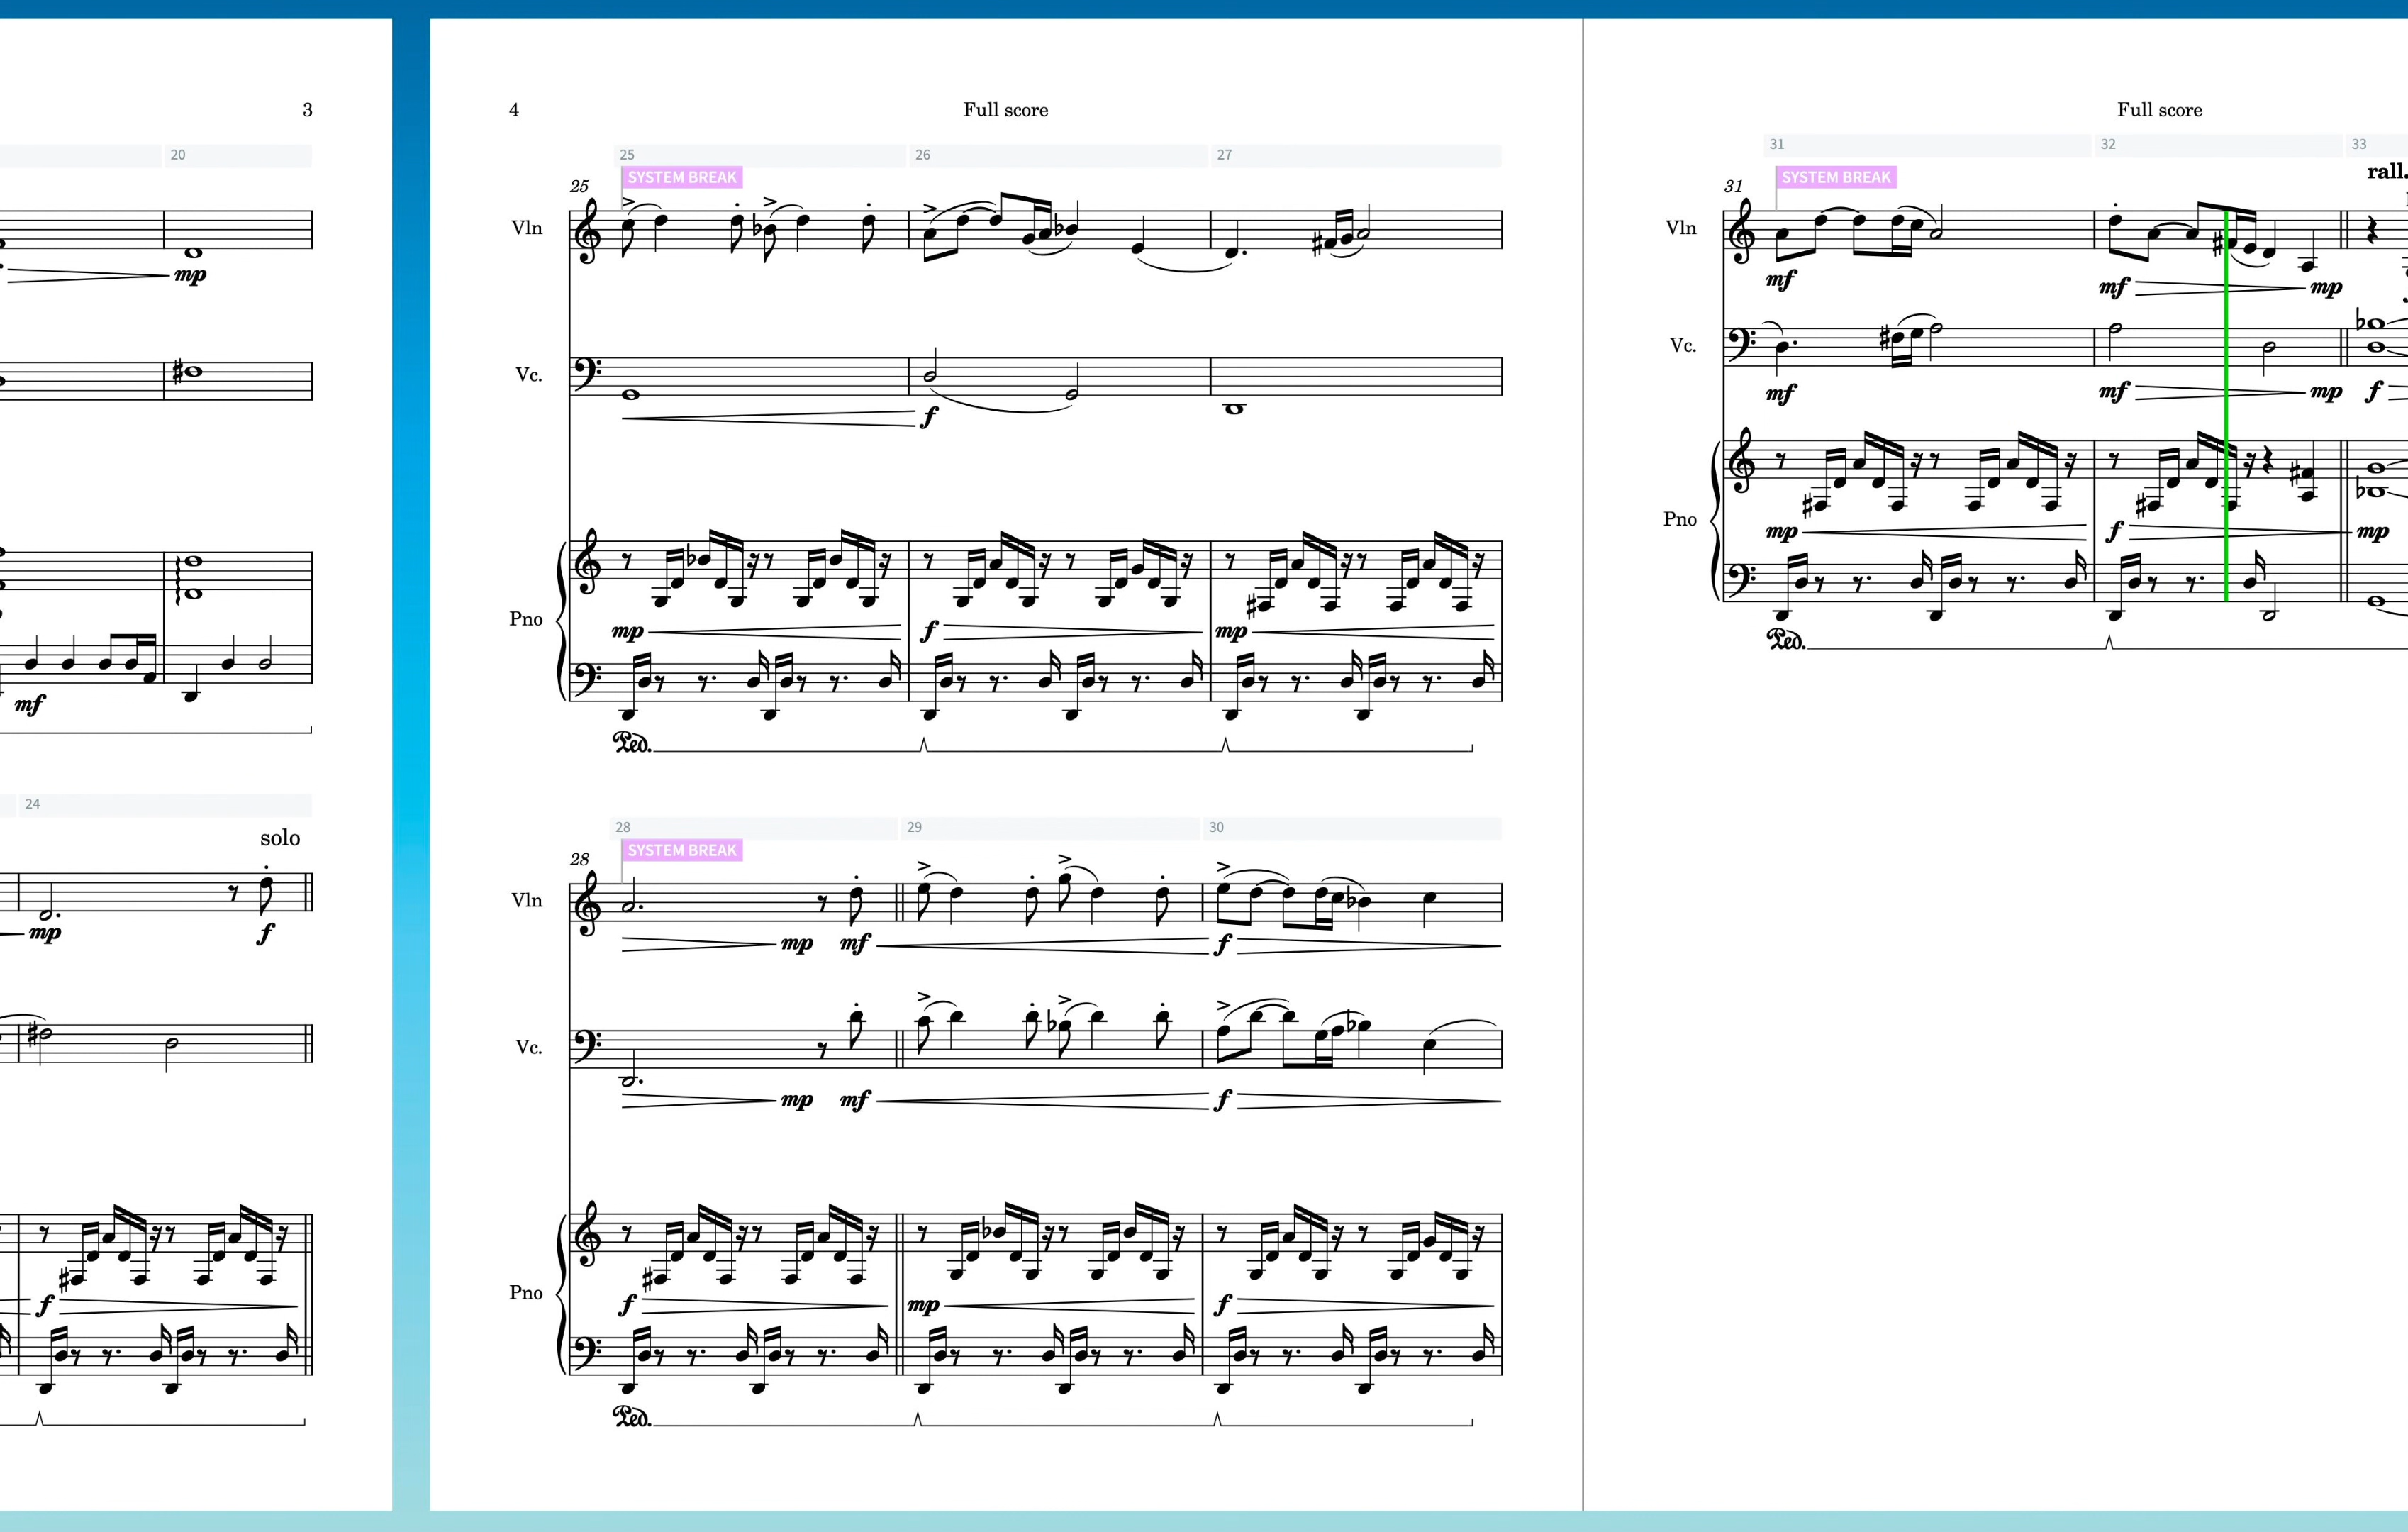 3
20
mp
mf
24
solo
mp
f
f
4
Full score
25
26
27
SYSTEM BREAK
25
Vln
Vc.
f
Pno
mp
f
mp
Ped.
28
29
30
SYSTEM BREAK
28
Vln
mp
mf
f
Vc.
mp
mf
f
Pno
f
mp
f
Ped.
Full score
31
32
33
SYSTEM BREAK
rall.
31
Vln
mf
mf
mp
Vc.
mf
mf
mp
f
Pno
mp
f
mp
Ped.